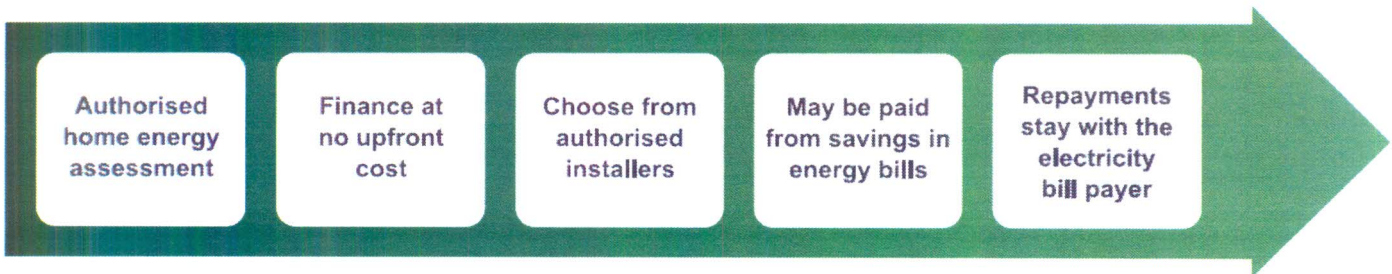 Authorised
home energy
assessment
Finance at
no upfront
cost
Choose from
authorised
installers
May be paid
from savings in
energy bills
Repayments
stay with the
electricity
bill payer